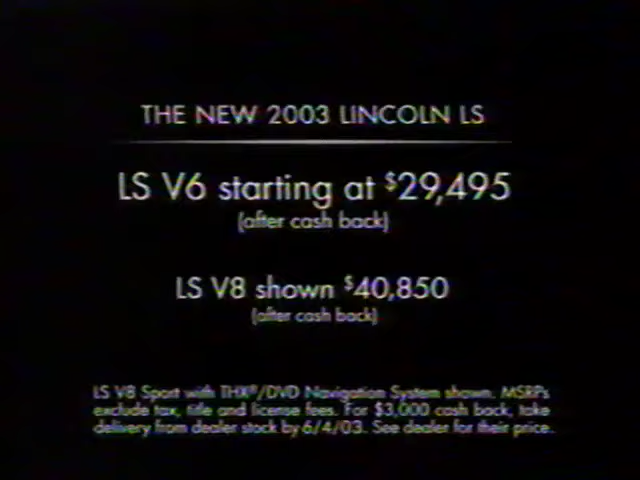 THE NEW 2003 LINCOLN LS
LS V6 starting at $29,495
(after cash back)
LS V8 shown $40,850
(after cash back)
LS V8 Sport with THX®/DVD Navigation System shown. MSRPs
exclude tax, title and license fees. For $3,000 cash back, take
delivery from dealer stock by 6/4/03. See dealer for their price.